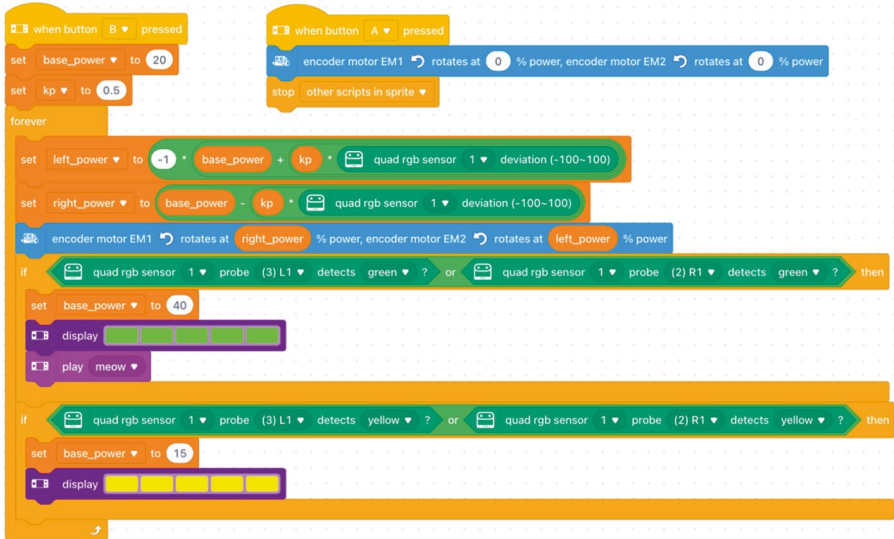 when button B ▾ pressed
set base_power ▾ to 20
set kp ▾ to 0.5
forever
set left_power ▾ to -1 * base_power + kp * quad rgb sensor 1 ▾ deviation (-100~100)
set right_power ▾ to base_power - kp * quad rgb sensor 1 ▾ deviation (-100~100)
encoder motor EM1 rotates at right_power % power, encoder motor EM2 rotates at left_power % power
if quad rgb sensor 1 ▾ probe (3) L1 ▾ detects green ▾ ? or quad rgb sensor 1 ▾ probe (2) R1 ▾ detects green ▾ ? then
set base_power ▾ to 40
display
play meow ▾
if quad rgb sensor 1 ▾ probe (3) L1 ▾ detects yellow ▾ ? or quad rgb sensor 1 ▾ probe (2) R1 ▾ detects yellow ▾ ? then
set base_power ▾ to 15
display
when button A ▾ pressed
encoder motor EM1 rotates at 0 % power, encoder motor EM2 rotates at 0 % power
stop other scripts in sprite ▾